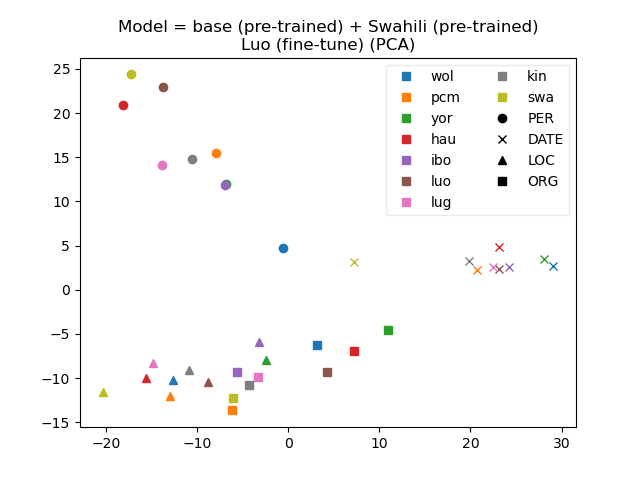 Model = base (pre-trained) + Swahili (pre-trained)
Luo (fine-tune) (PCA)
25
20
15
10
5
0
−5
−10
−15
−20
−10
0
10
20
30
wol
pcm
yor
hau
ibo
luo
lug
kin
swa
PER
DATE
LOC
ORG